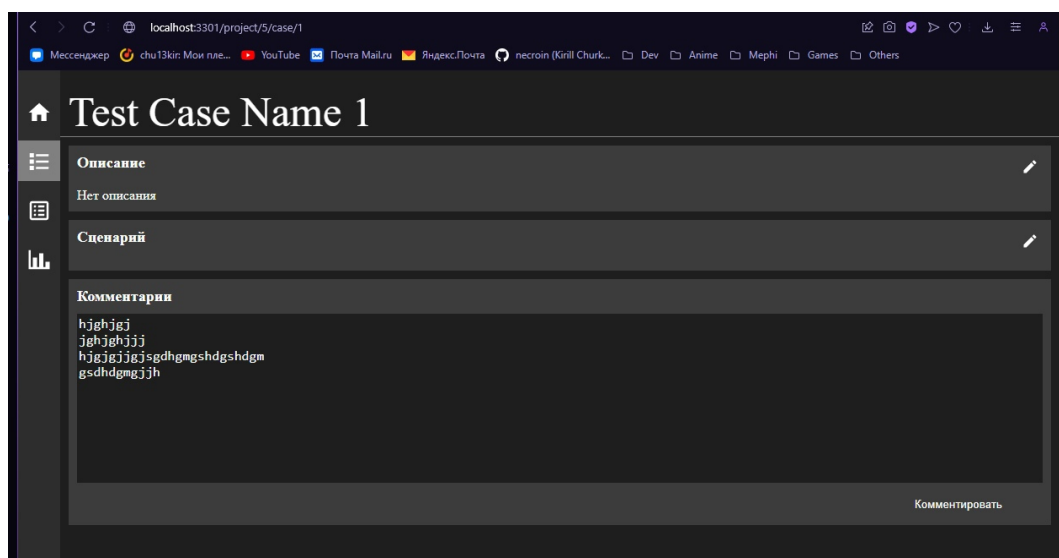 localhost:3301/project/5/case/1
Мессенджер chu13kir: Мои пле... YouTube Почта Mail.ru Яндекс.Почта necroin (Kirill Churk... Dev Anime Mephi Games Others
Test Case Name 1
Описание
Нет описания
Сценарий
Комментарии
hjghjgj
jghjghjjj
hjgjgjjgjsgdhgmgshdgshdgm
gsdhdgmgjjh
Комментировать